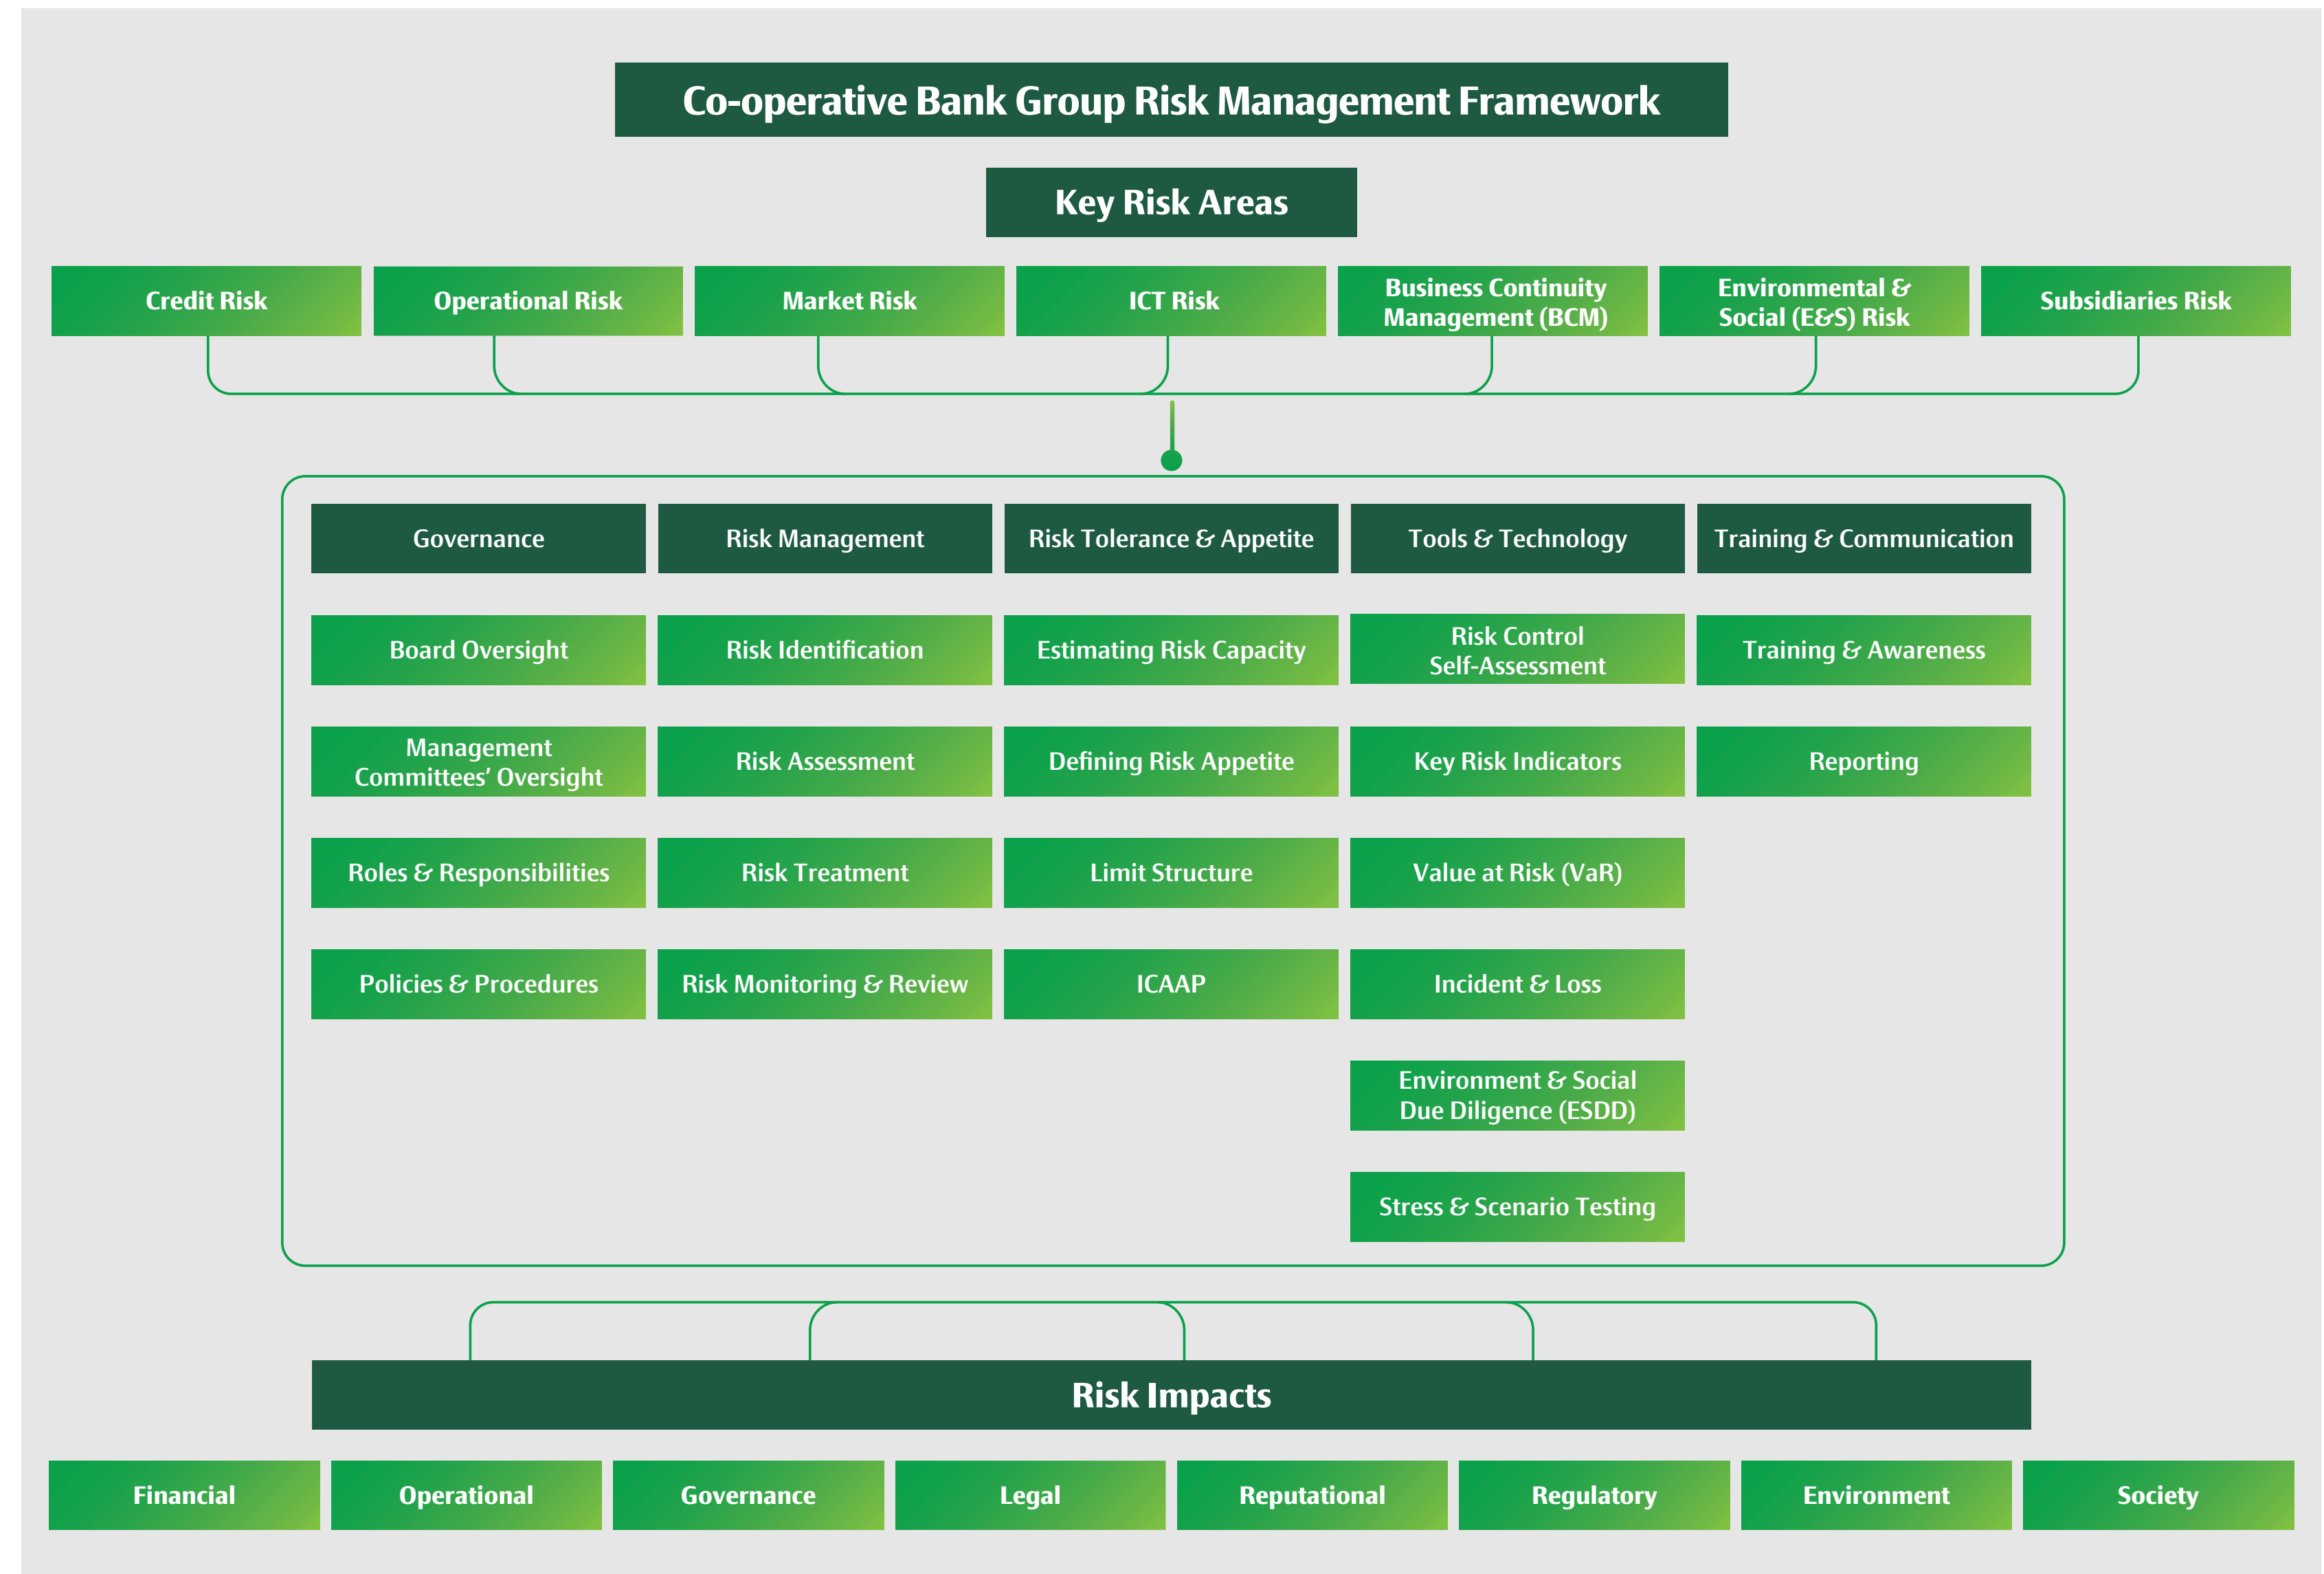 Co-operative Bank Group Risk Management Framework
Key Risk Areas
Credit Risk
Operational Risk
Market Risk
ICT Risk
Business Continuity
Management (BCM)
Environmental &
Social (E&S) Risk
Subsidiaries Risk
Governance
Risk Management
Risk Tolerance & Appetite
Tools & Technology
Training & Communication
Board Oversight
Risk Identification
Estimating Risk Capacity
Risk Control
Self-Assessment
Training & Awareness
Management
Committees’ Oversight
Risk Assessment
Defining Risk Appetite
Key Risk Indicators
Reporting
Roles & Responsibilities
Risk Treatment
Limit Structure
Value at Risk (VaR)
Policies & Procedures
Risk Monitoring & Review
ICAAP
Incident & Loss
Environment & Social
Due Diligence (ESDD)
Stress & Scenario Testing
Risk Impacts
Financial
Operational
Governance
Legal
Reputational
Regulatory
Environment
Society